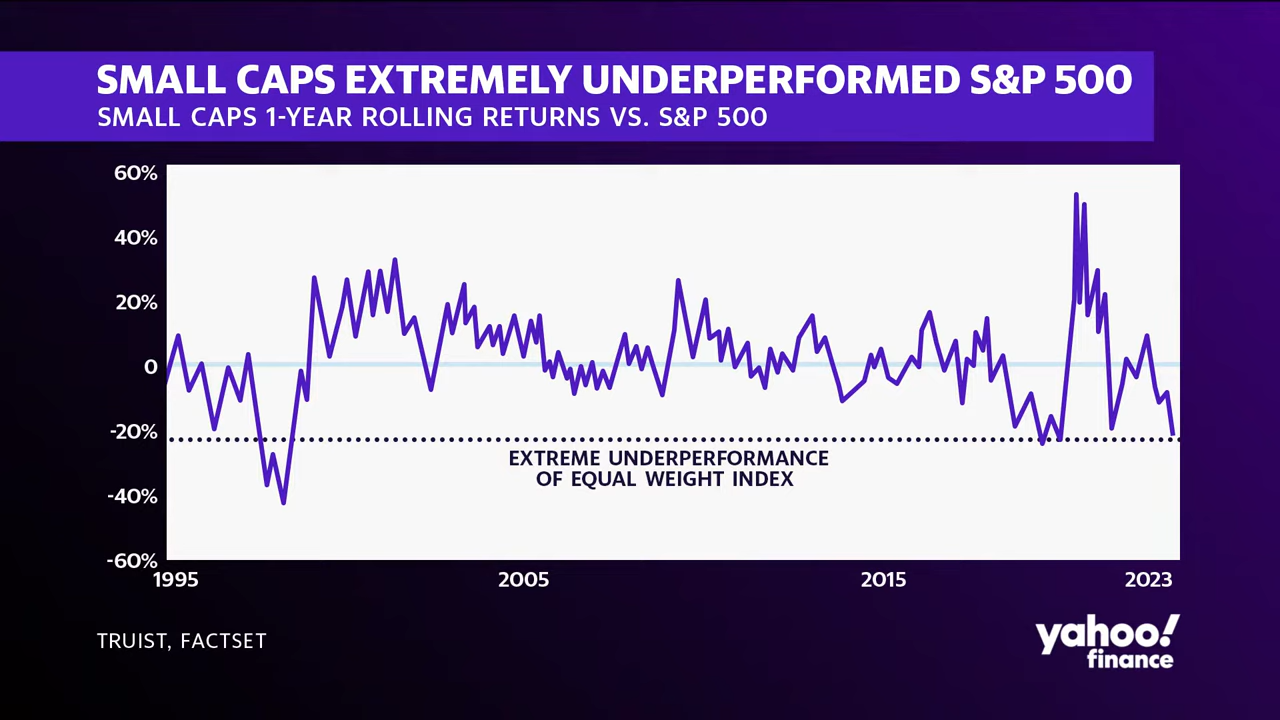 SMALL CAPS EXTREMELY UNDERPERFORMED S&P 500
SMALL CAPS 1-YEAR ROLLING RETURNS VS. S&P 500
60%
40%
20%
0
-20%
-40%
-60%
EXTREME UNDERPERFORMANCE
OF EQUAL WEIGHT INDEX
1995
2005
2015
2023
TRUIST, FACTSET
yahoo!
finance